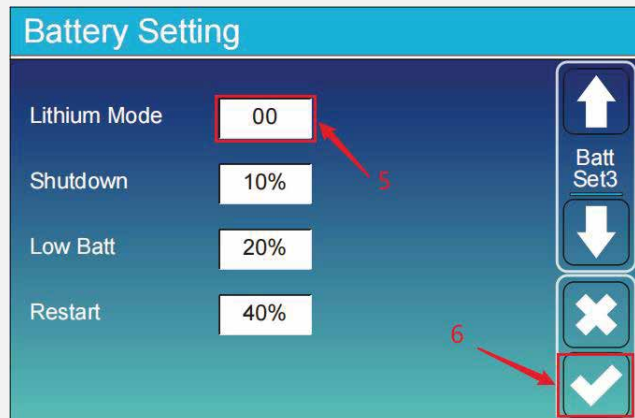 Battery Setting
Lithium Mode 00
5
Shutdown 10%
Low Batt 20%
Restart 40%
Batt
Set3
6